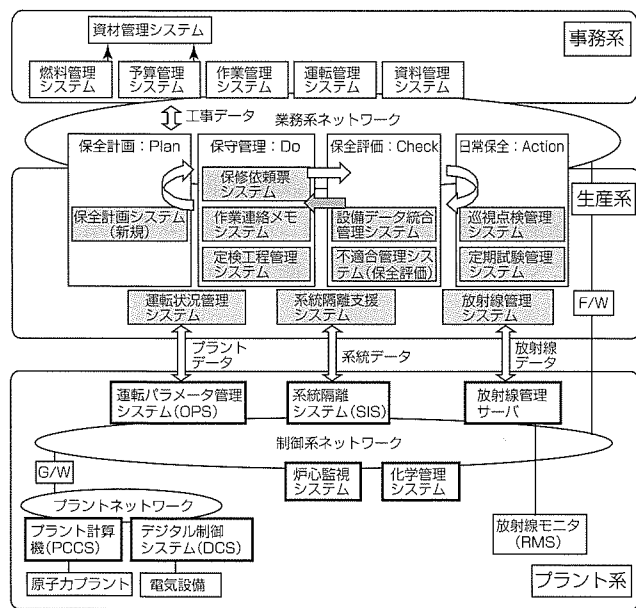 資材管理システム
事務系
燃料管理
システム
予算管理
システム
作業管理
システム
運転管理
システム
資料管理
システム
工事データ
業務系ネットワーク
保全計画：Plan
保守管理：Do
保全評価：Check
日常保全：Action
生産系
保修依頼票
システム
保全計画システム
(新規)
作業連絡メモ
システム
設備データ統合
管理システム
巡視点検管理
システム
定検工程管理
システム
不適合管理シス
テム(保全評価)
定期試験管理
システム
運転状況管理
システム
系統隔離支援
システム
放射線管理
システム
F/W
プラント
データ
系統データ
放射線
データ
運転パラメータ管理
システム(OPS)
系統隔離
システム(SIS)
放射線管理
サーバ
制御系ネットワーク
G/W
炉心監視
システム
化学管理
システム
プラントネットワーク
プラント計算
機(PCCS)
デジタル制御
システム(DCS)
放射線モニタ
(RMS)
原子力プラント
電気設備
プラント系